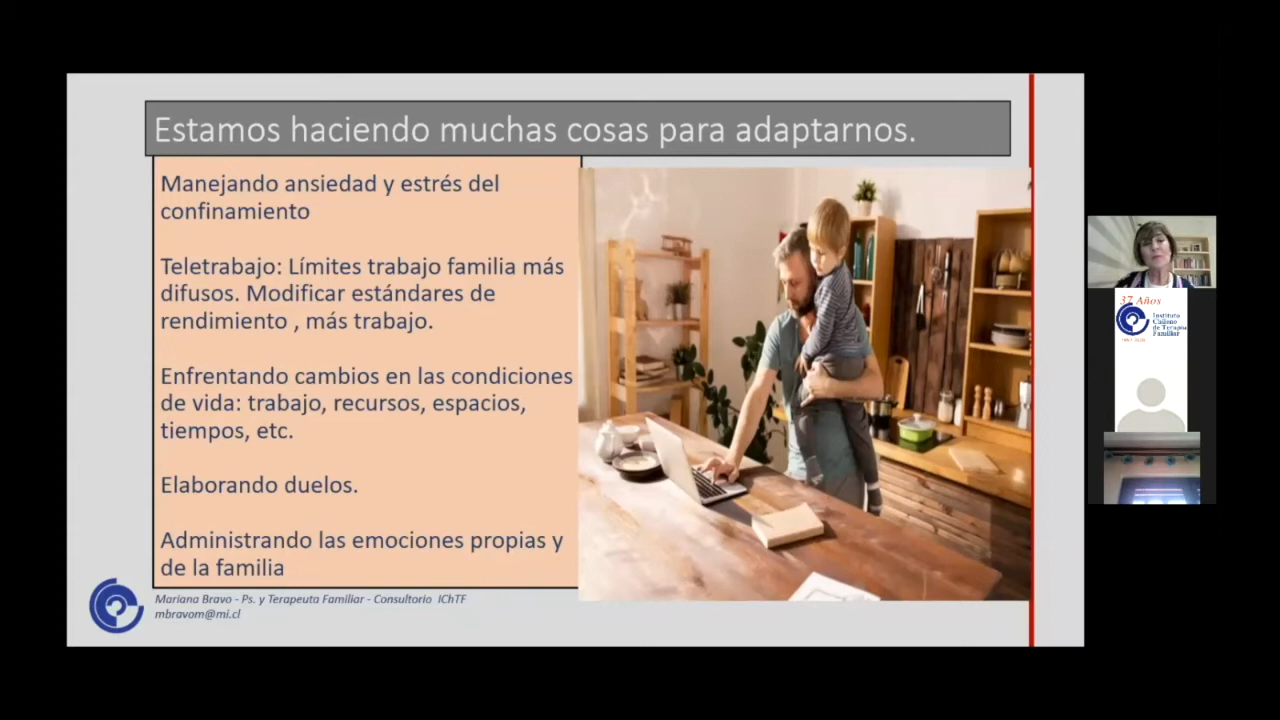 Estamos haciendo muchas cosas para adaptarnos.
Manejando ansiedad y estrés del
confinamiento
Teletrabajo: Límites trabajo familia más
difusos. Modificar estándares de
rendimiento , más trabajo.
Enfrentando cambios en las condiciones
de vida: trabajo, recursos, espacios,
tiempos, etc.
Elaborando duelos.
Administrando las emociones propias y
de la familia
Mariana Bravo - Ps. y Terapeuta Familiar - Consultorio IChTF
mbravom@mi.cl
37 Años
Instituto
Chileno
de Terapia
Familiar